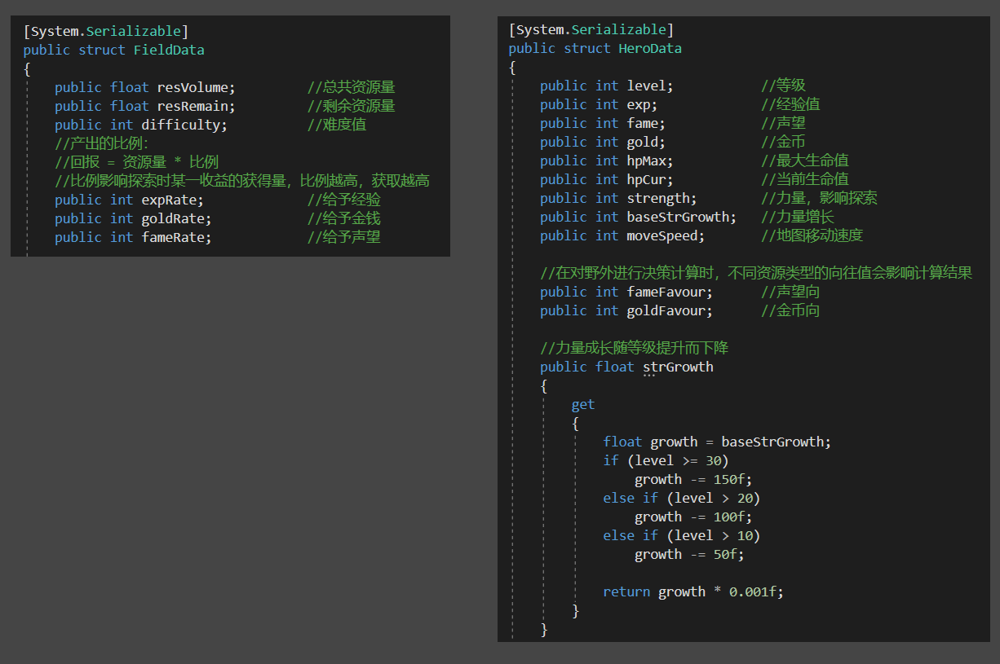 [System.Serializable]
public struct FieldData
{
public float resVolume; //总共资源量
public float resRemain; //剩余资源量
public int difficulty; //难度值
//产出的比例：
//回报 = 资源量 * 比例
//比例影响探索时某一收益的获得量，比例越高，获取越高
public int expRate; //给予经验
public int goldRate; //给予金钱
public int fameRate; //给予声望
[System.Serializable]
public struct HeroData
{
public int level; //等级
public int exp; //经验值
public int fame; //声望
public int gold; //金币
public int hpMax; //最大生命值
public int hpCur; //当前生命值
public int strength; //力量，影响探索
public int baseStrGrowth; //力量增长
public int moveSpeed; //地图移动速度
//在对野外进行决策计算时，不同资源类型的向往值会影响计算结果
public int fameFavour; //声望向
public int goldFavour; //金币向
//力量成长随等级提升而下降
public float strGrowth
{
get
{
float growth = baseStrGrowth;
if (level >= 30)
growth -= 150f;
else if (level > 20)
growth -= 100f;
else if (level > 10)
growth -= 50f;
return growth * 0.001f;
}
}